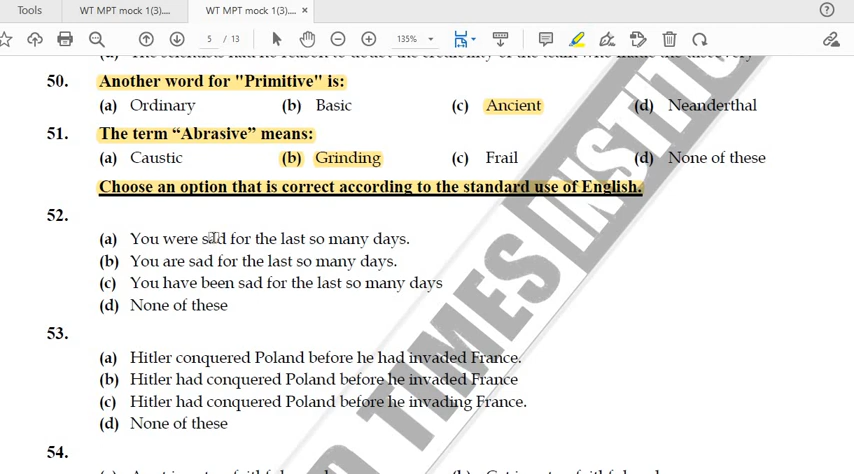 Tools WT MPT mock 1(3).... WT MPT mock 1(3).... ×
5 / 13 135%
50. Another word for "Primitive" is:
(a) Ordinary (b) Basic (c) Ancient (d) Neanderthal
51. The term “Abrasive” means:
(a) Caustic (b) Grinding (c) Frail (d) None of these
Choose an option that is correct according to the standard use of English.
52.
(a) You were sad for the last so many days.
(b) You are sad for the last so many days.
(c) You have been sad for the last so many days
(d) None of these
53.
(a) Hitler conquered Poland before he had invaded France.
(b) Hitler had conquered Poland before he invaded France
(c) Hitler had conquered Poland before he invading France.
(d) None of these
54.
TIMES INSTITU